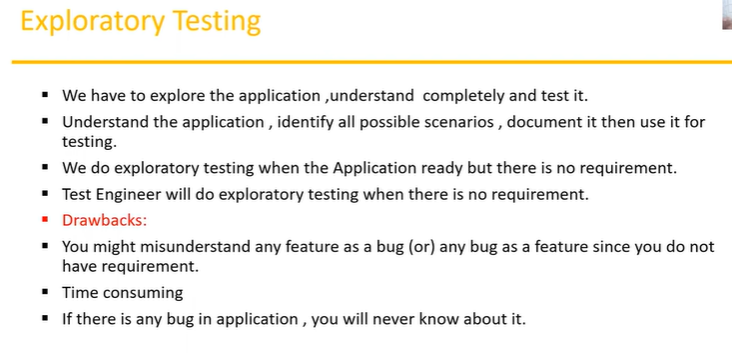 Exploratory Testing
▪ We have to explore the application ,understand completely and test it.
▪ Understand the application , identify all possible scenarios , document it then use it for
testing.
▪ We do exploratory testing when the Application ready but there is no requirement.
▪ Test Engineer will do exploratory testing when there is no requirement.
▪ Drawbacks:
▪ You might misunderstand any feature as a bug (or) any bug as a feature since you do not
have requirement.
▪ Time consuming
▪ If there is any bug in application , you will never know about it.